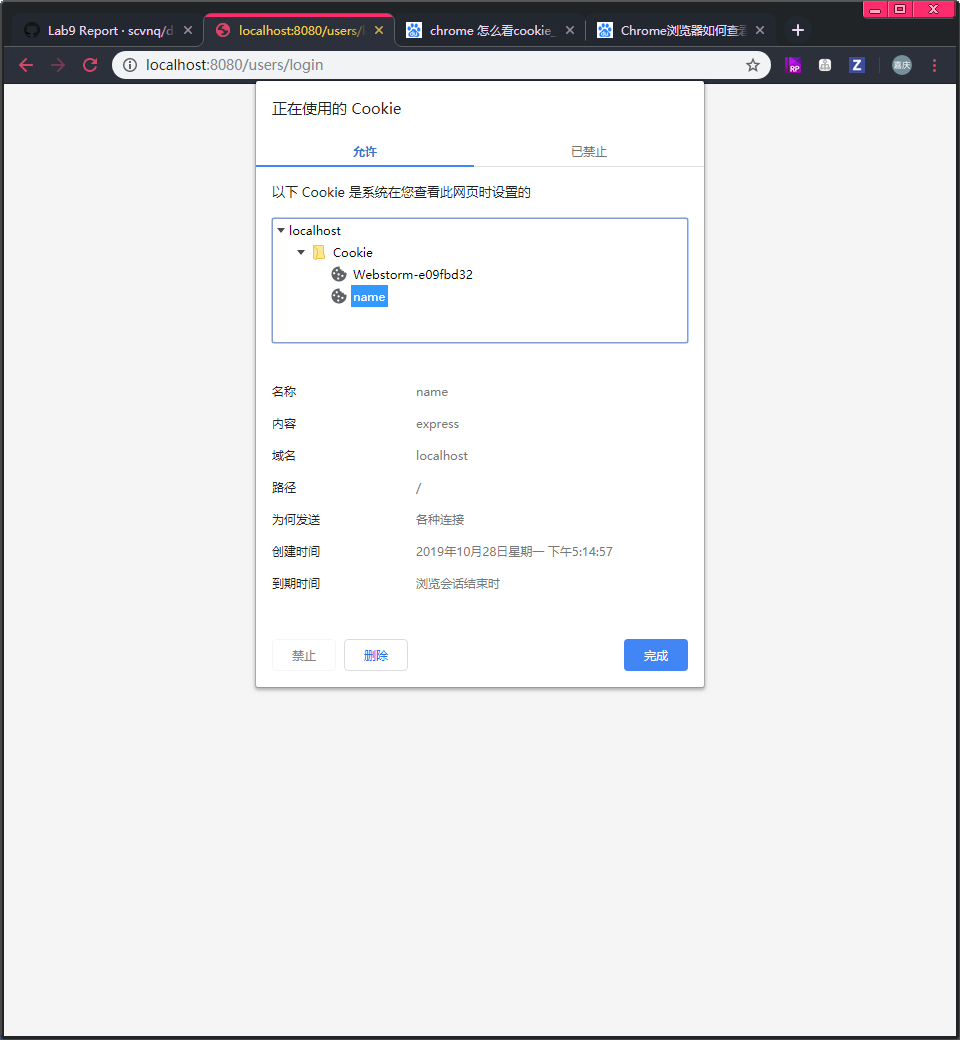 Lab9 Report · scvnq/d
localhost:8080/users/l
chrome 怎么看cookie_
Chrome浏览器如何查看
localhost:8080/users/login
RP
Z
嘉庆
正在使用的 Cookie
允许
已禁止
以下 Cookie 是系统在您查看此网页时设置的
localhost
Cookie
Webstorm-e09fbd32
name
名称 name
内容 express
域名 localhost
路径 /
为何发送 各种连接
创建时间 2019年10月28日星期一 下午5:14:57
到期时间 浏览会话结束时
禁止
删除
完成